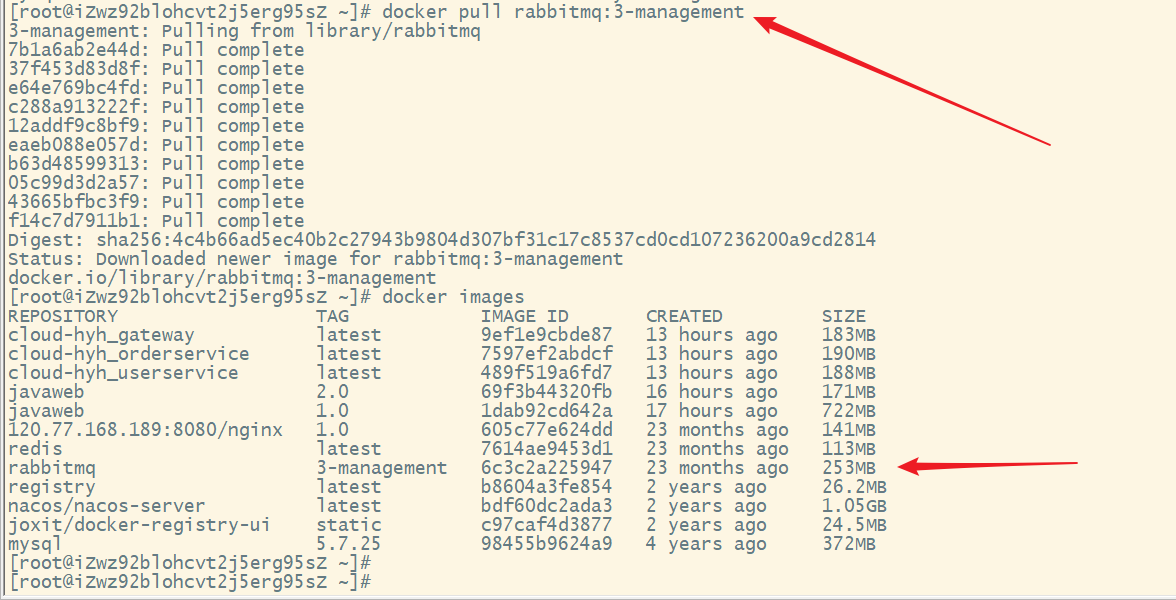 [root@iZwz92blohcvt2j5erg95sZ ~]# docker pull rabbitmq:3-management
3-management: Pulling from library/rabbitmq
7b1a6ab2e44d: Pull complete
37f453d83d8f: Pull complete
e64e769bc4fd: Pull complete
c288a913222f: Pull complete
12addf9c8bf9: Pull complete
eaeb088e057d: Pull complete
b63d48599313: Pull complete
05c99d3d2a57: Pull complete
43665bfbc3f9: Pull complete
f14c7d7911b1: Pull complete
Digest: sha256:4c4b66ad5ec40b2c27943b9804d307bf31c17c8537cd0cd107236200a9cd2814
Status: Downloaded newer image for rabbitmq:3-management
docker.io/library/rabbitmq:3-management
[root@iZwz92blohcvt2j5erg95sZ ~]# docker images
REPOSITORY TAG IMAGE ID CREATED SIZE
cloud-hyh_gateway latest 9ef1e9cbde87 13 hours ago 183MB
cloud-hyh_orderservice latest 7597ef2abdcf 13 hours ago 190MB
cloud-hyh_userservice latest 489f519a6fd7 13 hours ago 188MB
javaweb 2.0 69f3b44320fb 16 hours ago 171MB
javaweb 1.0 1dab92cd642a 17 hours ago 722MB
120.77.168.189:8080/nginx 1.0 605c77e624dd 23 months ago 141MB
redis latest 7614ae9453d1 23 months ago 113MB
rabbitmq 3-management 6c3c2a225947 23 months ago 253MB
registry latest b8604a3fe854 2 years ago 26.2MB
nacos/nacos-server latest bdf60dc2ada3 2 years ago 1.05GB
joxit/docker-registry-ui static c97caf4d3877 2 years ago 24.5MB
mysql 5.7.25 98455b9624a9 4 years ago 372MB
[root@iZwz92blohcvt2j5erg95sZ ~]#
[root@iZwz92blohcvt2j5erg95sZ ~]#